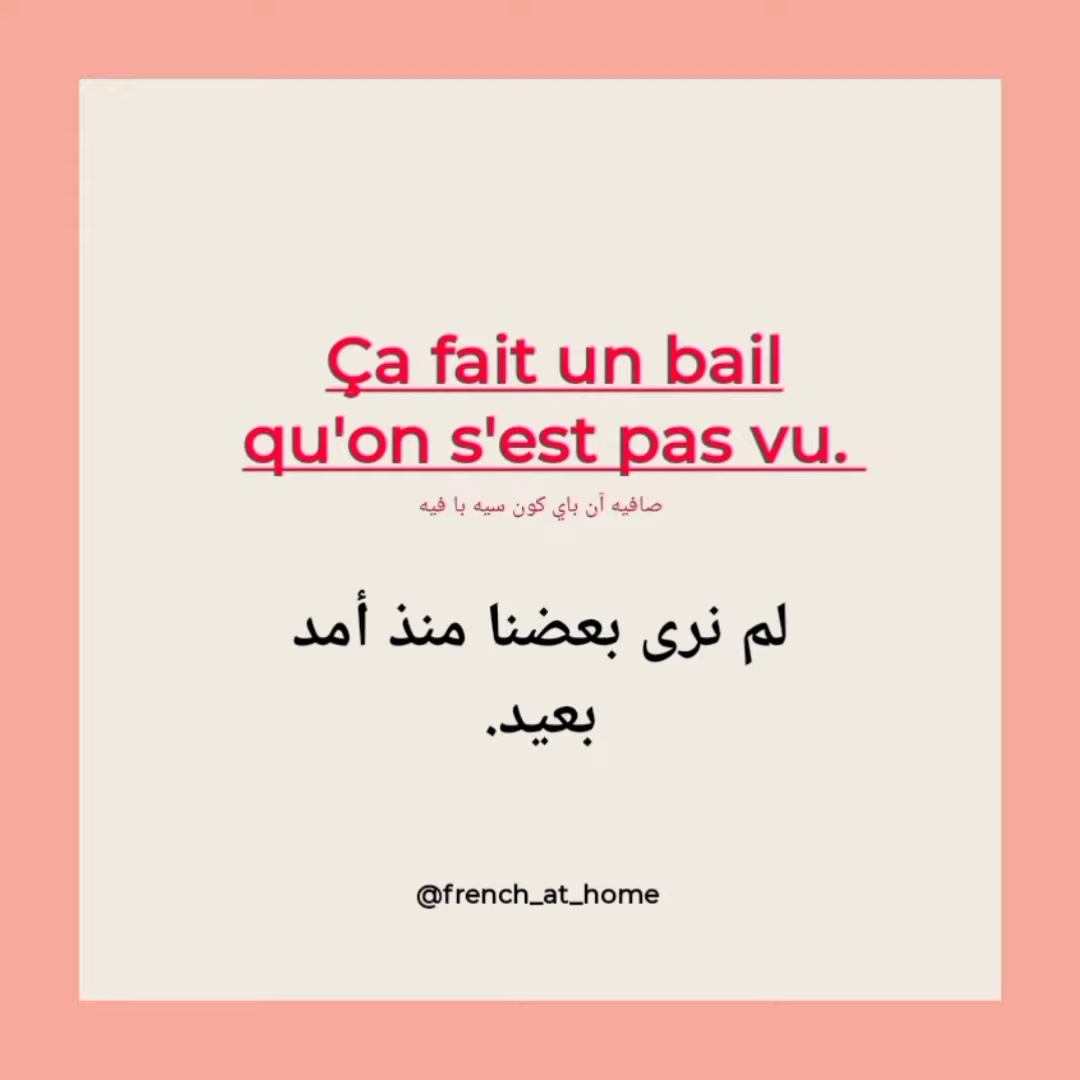 Ça fait un bail
qu'on s'est pas vu.
صافيه آن باي كون سيه با فيه
لم نرى بعضنا منذ أمد
بعيد.
@french_at_home